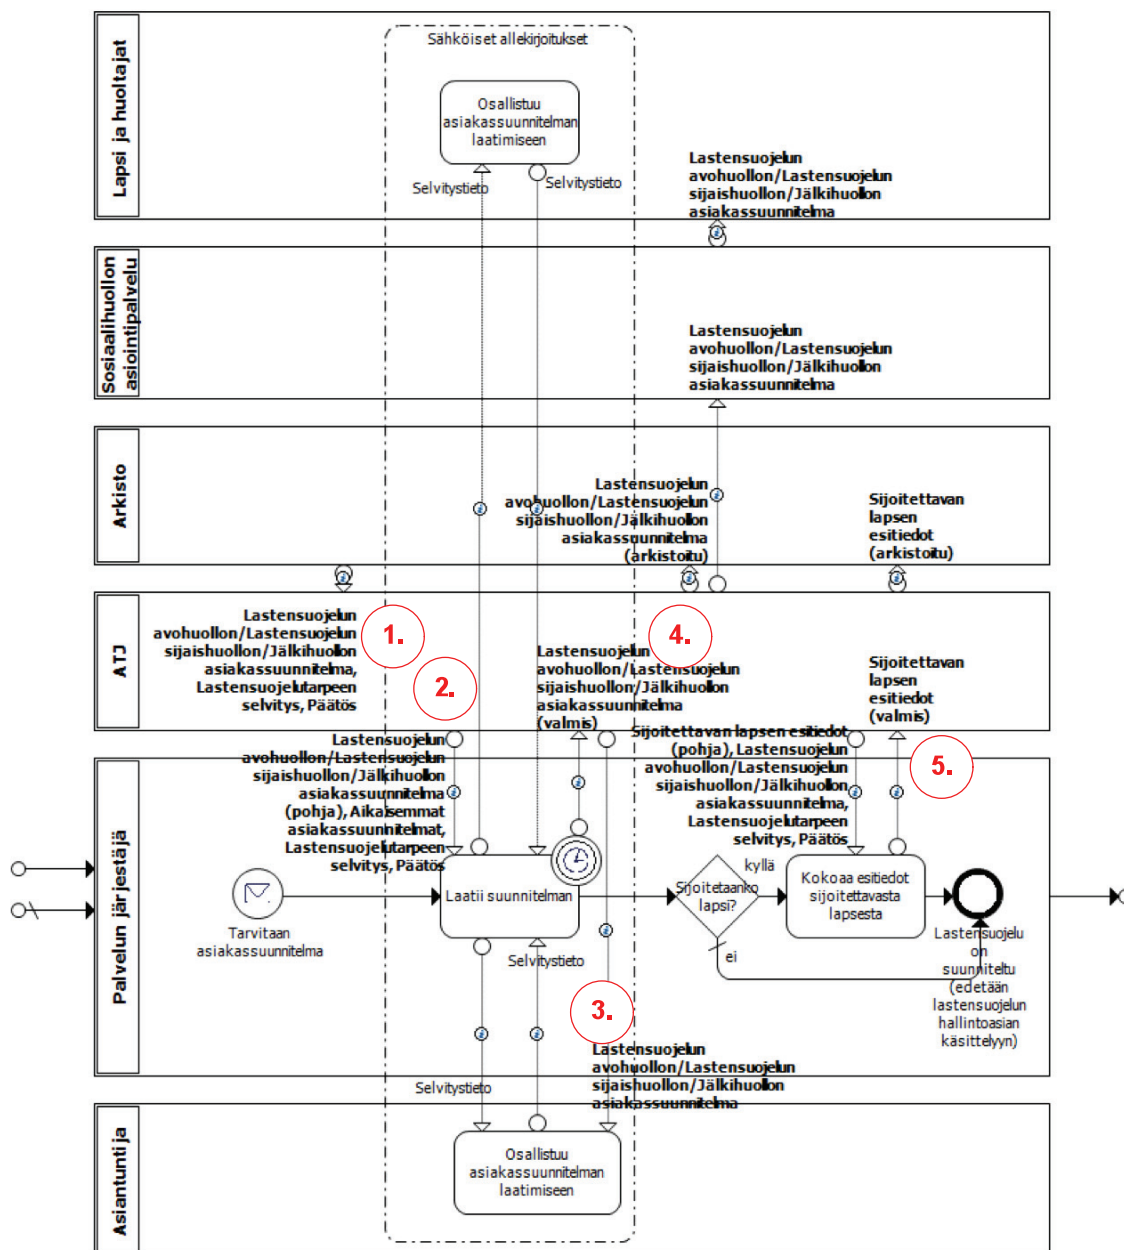 Lapsi ja huoltajat
Sähköiset allekirjoitukset
Osallistuu
asiakassuunnitelman
laatimiseen
Selvitystieto
Selvitystieto
Lastensuojelun
avohuollon/Lastensuojelun
sijaishuollon/Jälkihuollon
asiakassuunnitelma
Sosiaalihuollon
asiointipalvelu
Lastensuojelun
avohuollon/Lastensuojelun
sijaishuollon/Jälkihuollon
asiakassuunnitelma
Arkisto
Lastensuojelun
avohuollon/Lastensuojelun
sijaishuollon/Jälkihuollon
asiakassuunnitelma
(arkistoitu)
Sijoitettavan
lapsen
esitiedot
(arkistoitu)
ATJ
Lastensuojelun
avohuollon/Lastensuojelun
sijaishuollon/Jälkihuollon
asiakassuunnitelma,
Lastensuojelutarpeen
selvitys, Päätös
1.
2.
4.
Lastensuojelun
avohuollon/Lastensuojelun
sijaishuollon/Jälkihuollon
asiakassuunnitelma
(valmis)
Sijoitettavan
lapsen
esitiedot
(valmis)
Palvelun järjestäjä
Lastensuojelun
avohuollon/Lastensuojelun
sijaishuollon/Jälkihuollon
asiakassuunnitelma
(pohja), Aikaisemmat
asiakassuunnitelmat,
Lastensuojelutarpeen
selvitys, Päätös
Sijoitettavan lapsen esitiedot
(pohja), Lastensuojelun
avohuollon/Lastensuojelun
sijaishuollon/Jälkihuollon
asiakassuunnitelma,
Lastensuojelutarpeen
selvitys, Päätös
5.
Tarvitaan
asiakassuunnitelma
Laatii suunnitelman
Sijoitetaanko
lapsi?
kyllä
ei
Kokoaa esitiedot
sijoitettavasta
lapsesta
Lastensuojelu
on
suunniteltu
(edetään
lastensuojelun
hallintoasian
käsittelyyn)
Selvitystieto
3.
Lastensuojelun
avohuollon/Lastensuojelun
sijaishuollon/Jälkihuollon
asiakassuunnitelma
Selvitystieto
Asiantuntija
Osallistuu
asiakassuunnitelman
laatimiseen